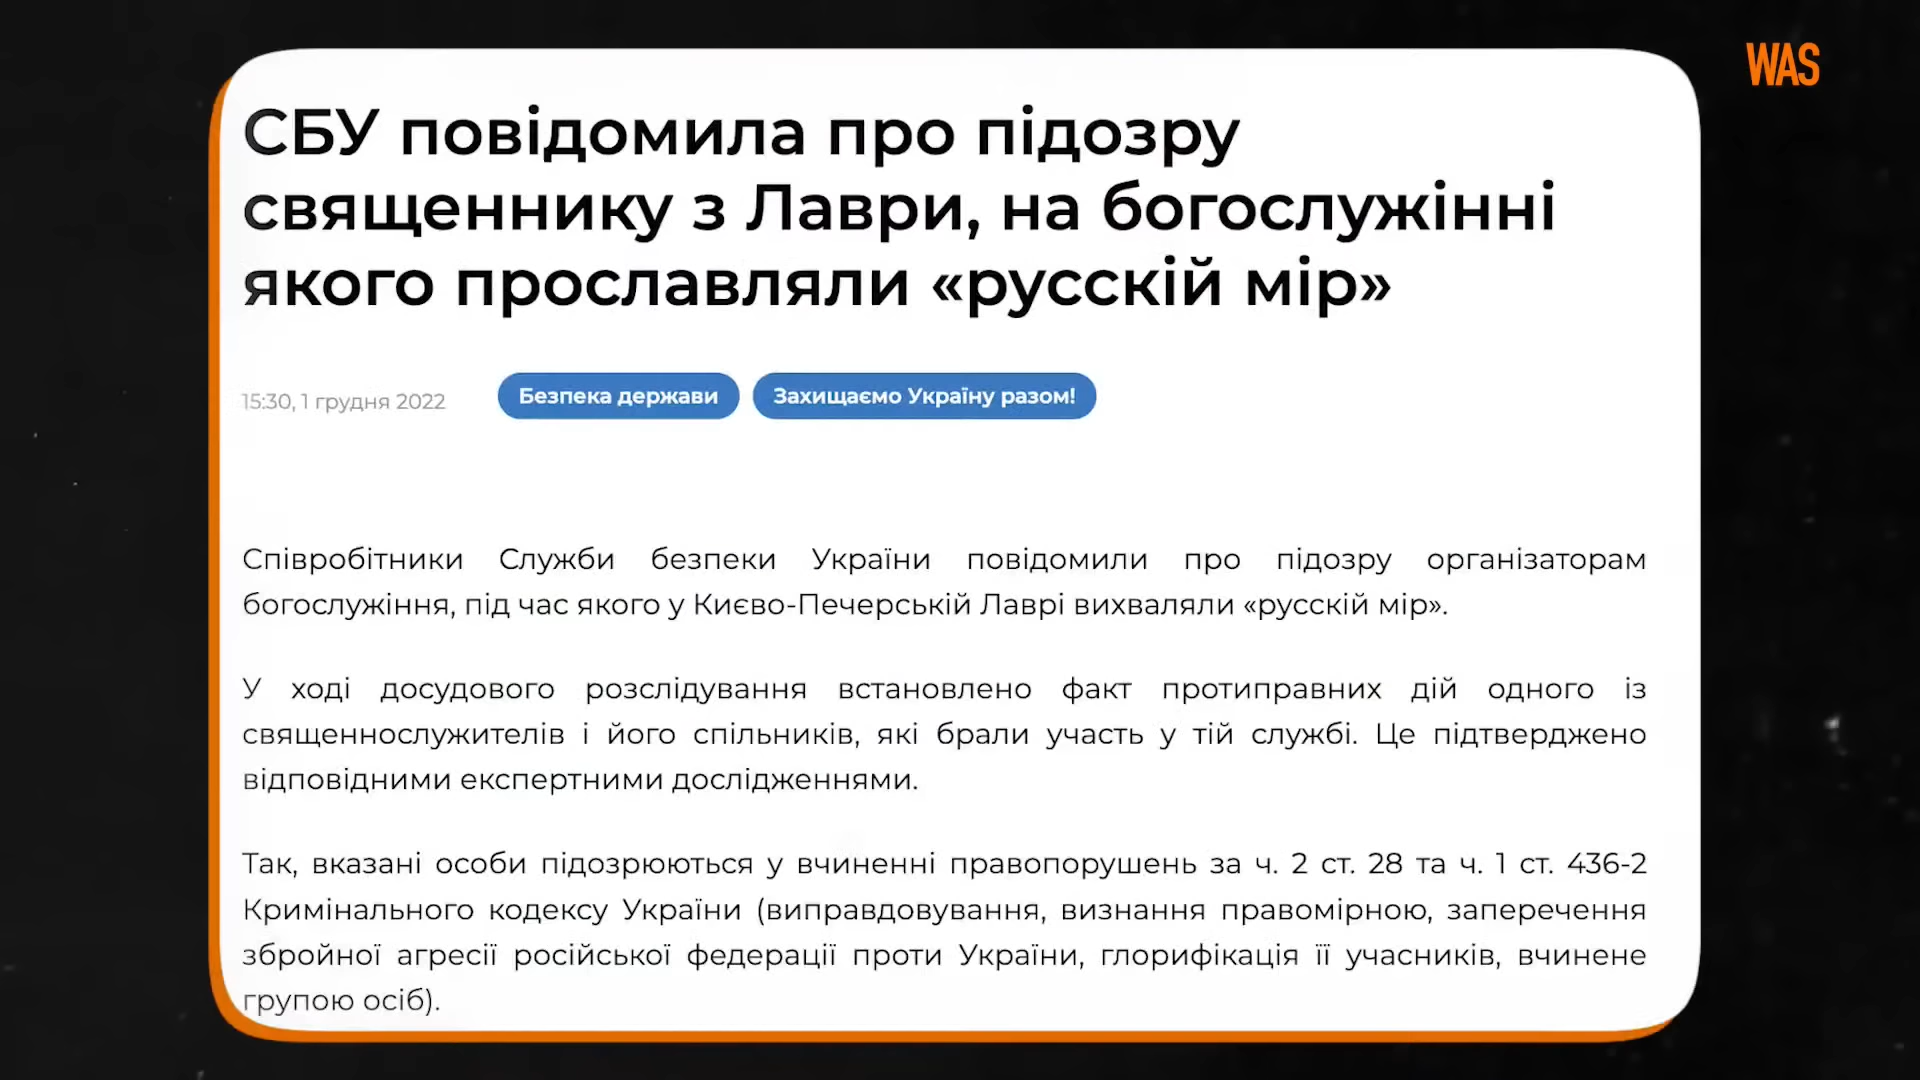 WAS
СБУ повідомила про підозру
священнику з Лаври, на богослужінні
якого прославляли «русскій мір»
15:30, 1 грудня 2022
Безпека держави
Захищаємо Україну разом!
Співробітники Служби безпеки України повідомили про підозру організаторам
богослужіння, під час якого у Києво-Печерській Лаврі вихваляли «русскій мір».
У ході досудового розслідування встановлено факт протиправних дій одного із
священнослужителів і його спільників, які брали участь у тій службі. Це підтверджено
відповідними експертними дослідженнями.
Так, вказані особи підозрюються у вчиненні правопорушень за ч. 2 ст. 28 та ч. 1 ст. 436-2
Кримінального кодексу України (виправдовування, визнання правомірною, заперечення
збройної агресії російської федерації проти України, глорифікація її учасників, вчинене
групою осіб).